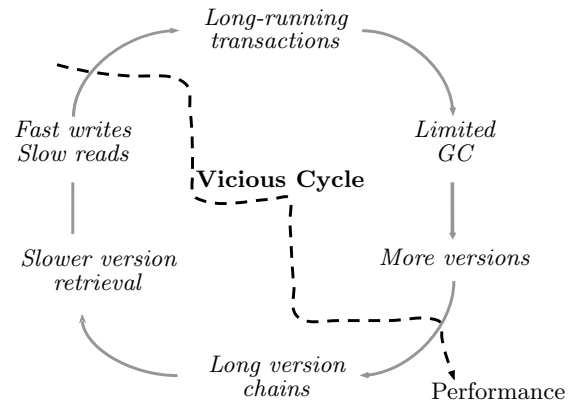 Long-running
transactions
Fast writes
Slow reads
Limited
GC
Vicious Cycle
Slower version
retrieval
More versions
Long version
chains
Performance